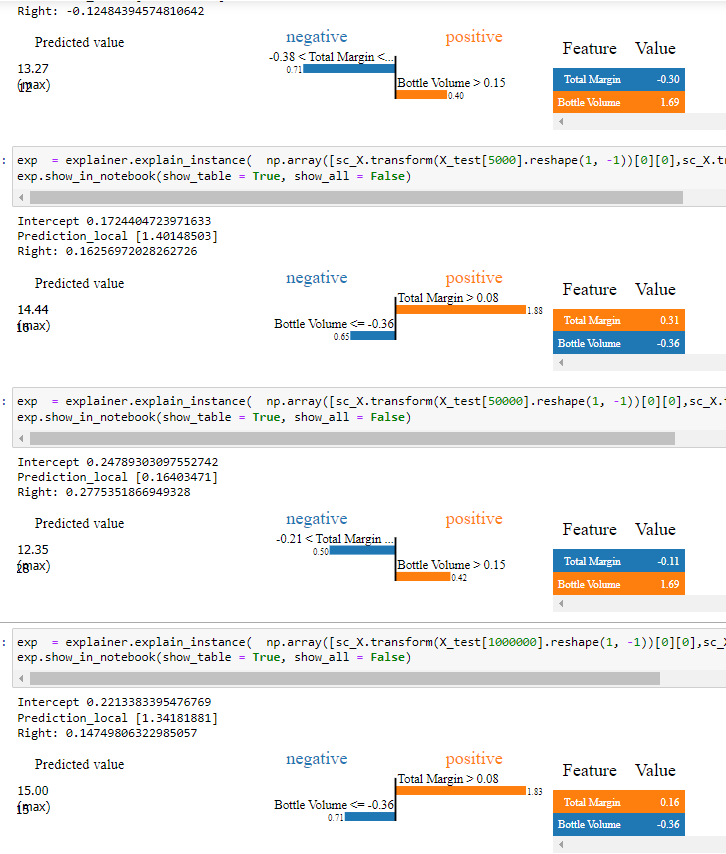 Right: -0.12484394574810642
Predicted value
negative positive
Feature Value
-0.38 < Total Margin <...
0.71
Bottle Volume > 0.15
0.40
13.27
(max)
Total Margin -0.30
Bottle Volume 1.69
: exp = explainer.explain_instance( np.array([sc_X.transform(X_test[5000].reshape(1, -1))[0][0],sc_X.tr
exp.show_in_notebook(show_table = True, show_all = False)
Intercept 0.1724404723971633
Prediction_local [1.40148503]
Right: 0.16256972028262726
Predicted value
negative positive
Feature Value
Total Margin > 0.08
1.88
Bottle Volume <= -0.36
0.65
14.44
(max)
Total Margin 0.31
Bottle Volume -0.36
: exp = explainer.explain_instance( np.array([sc_X.transform(X_test[50000].reshape(1, -1))[0][0],sc_X.
exp.show_in_notebook(show_table = True, show_all = False)
Intercept 0.24789303097552742
Prediction_local [0.16403471]
Right: 0.2775351866949328
Predicted value
negative positive
Feature Value
-0.21 < Total Margin ...
0.50
Bottle Volume > 0.15
0.42
12.35
(max)
Total Margin -0.11
Bottle Volume 1.69
: exp = explainer.explain_instance( np.array([sc_X.transform(X_test[1000000].reshape(1, -1))[0][0],sc_
exp.show_in_notebook(show_table = True, show_all = False)
Intercept 0.2213383395476769
Prediction_local [1.34181881]
Right: 0.14749806322985057
Predicted value
negative positive
Feature Value
Total Margin > 0.08
1.83
Bottle Volume <= -0.36
0.71
15.00
(max)
Total Margin 0.16
Bottle Volume -0.36